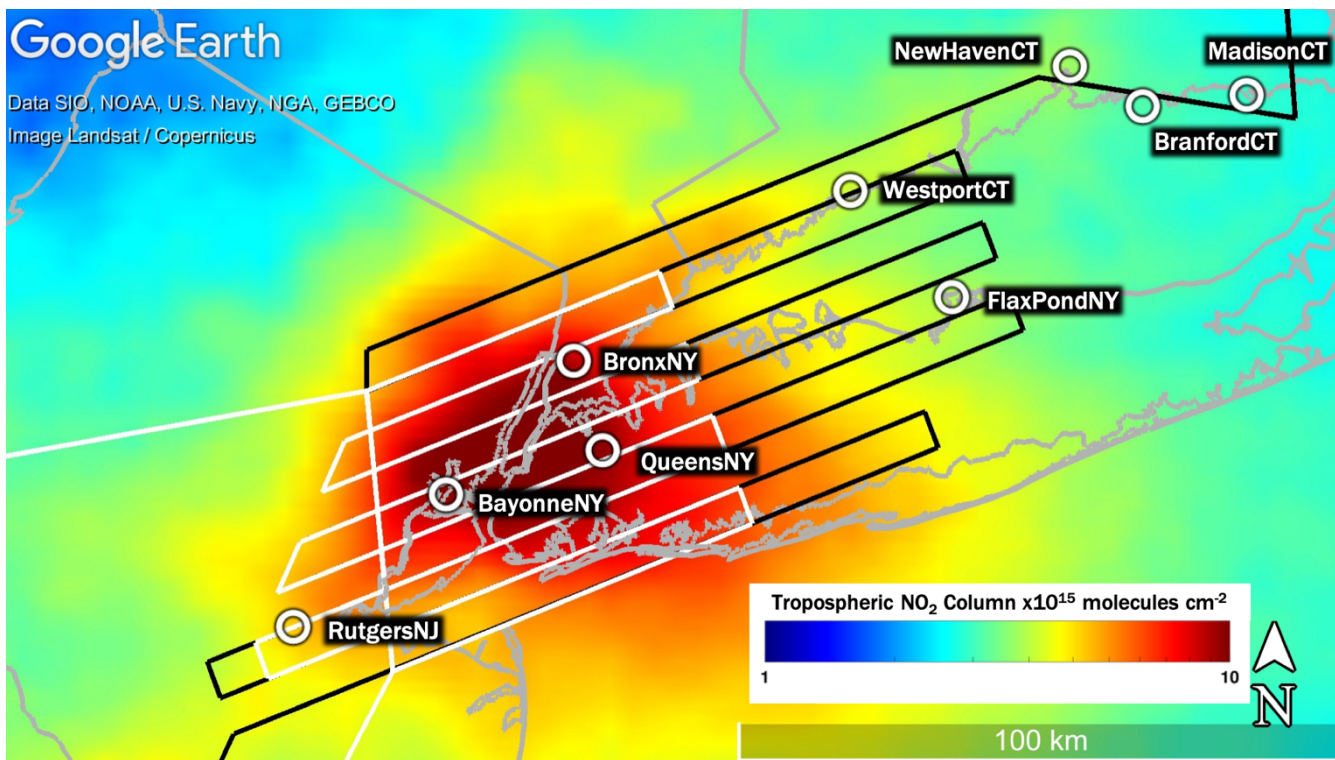 Google Earth
Data SIO, NOAA, U.S. Navy, NGA, GEBCO
Image Landsat / Copernicus
NewHavenCT
MadisonCT
BranfordCT
WestportCT
FlaxPondNY
BronxNY
QueensNY
BayonneNY
RutgersNJ
Tropospheric NO₂ Column x10¹⁵ molecules cm⁻²
1 10
N
100 km